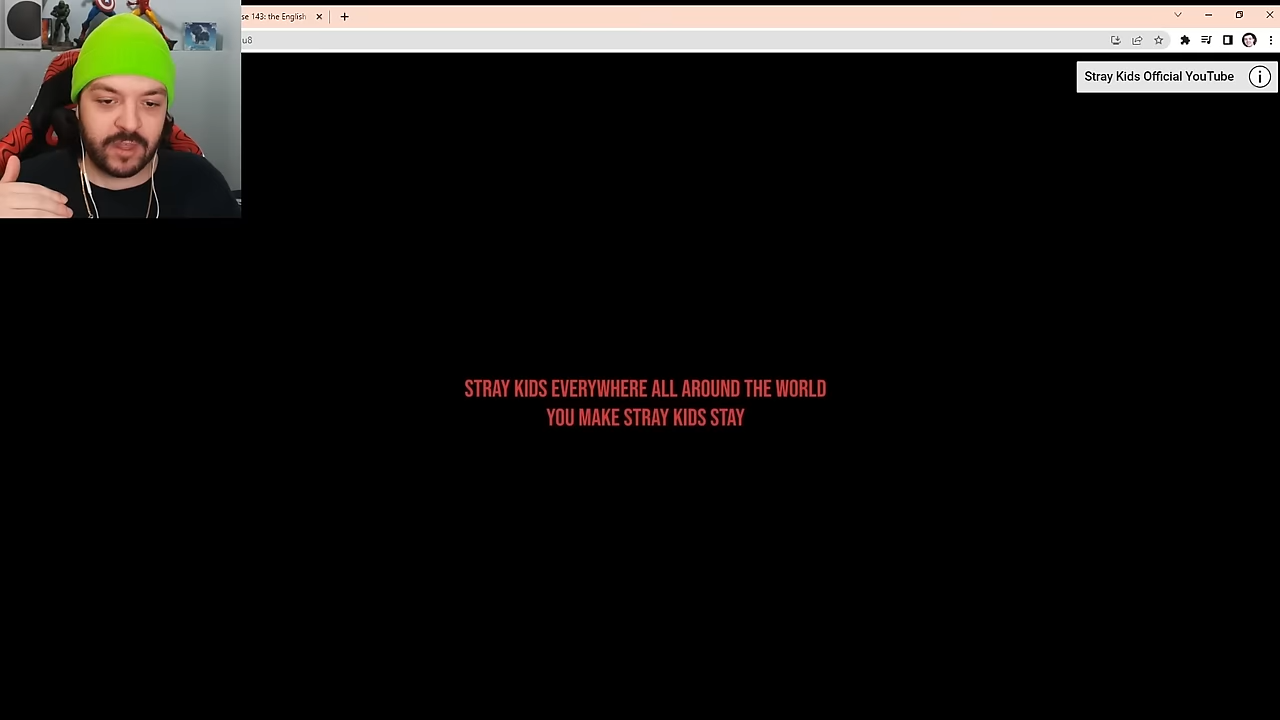 se 143: the English
u8
Stray Kids Official YouTube
STRAY KIDS EVERYWHERE ALL AROUND THE WORLD
YOU MAKE STRAY KIDS STAY